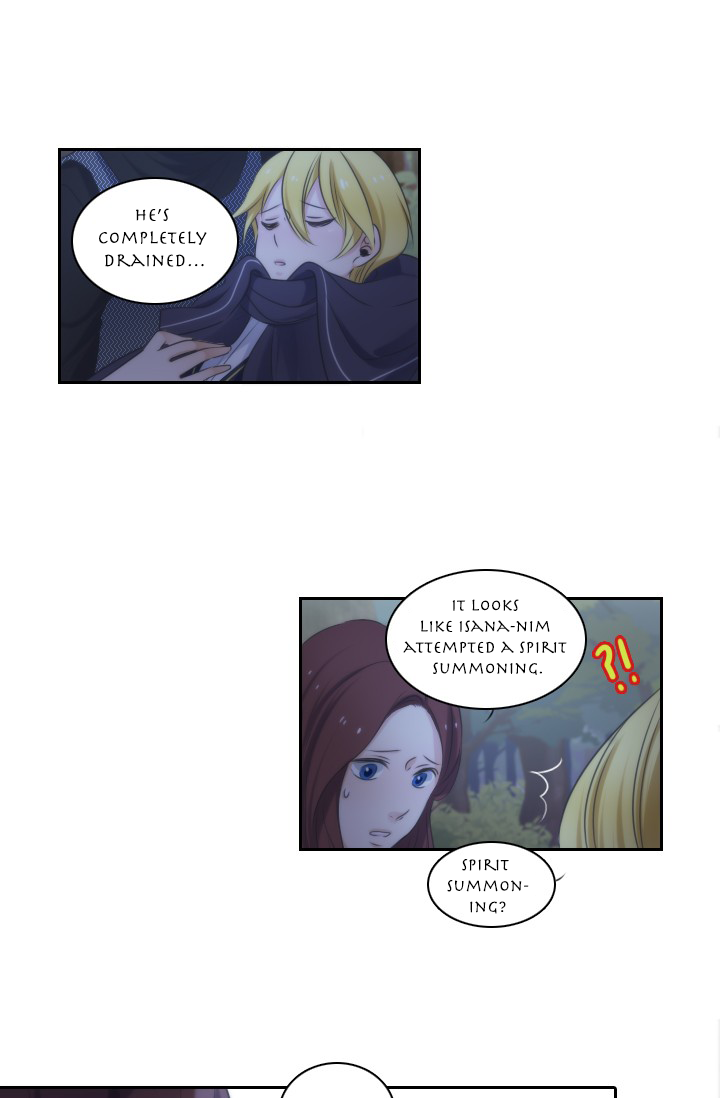 HE'S
COMPLETELY
DRAINED...
IT LOOKS
LIKE ISANA-NIM
ATTEMPTED A SPIRIT
SUMMONING.
?!
SPIRIT
SUMMON-
ING?